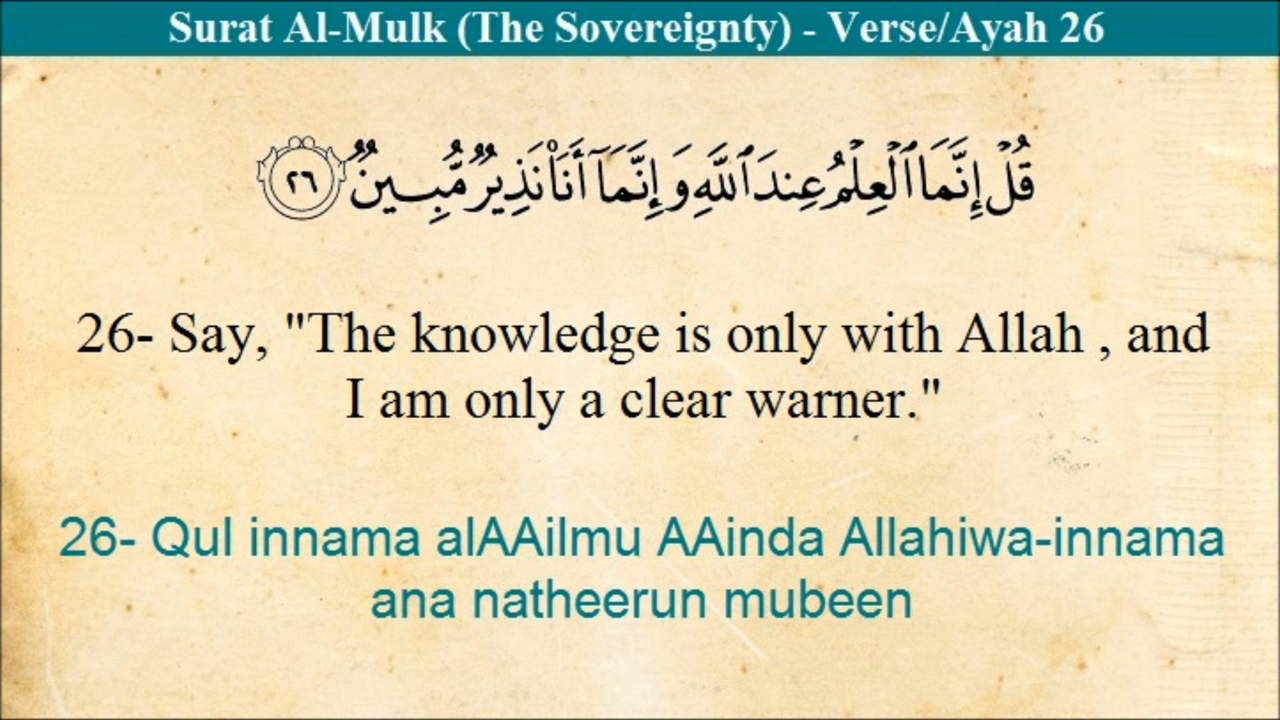 Surat Al-Mulk (The Sovereignty) - Verse/Ayah 26
قُلْ إِنَّمَا ٱلْعِلْمُ عِندَ ٱللَّهِ وَإِنَّمَآ أَنَا۠ نَذِيرٌ مُّبِينٌ ٢٦
26- Say, "The knowledge is only with Allah , and
I am only a clear warner."
26- Qul innama alAAilmu AAinda Allahiwa-innama
ana natheerun mubeen